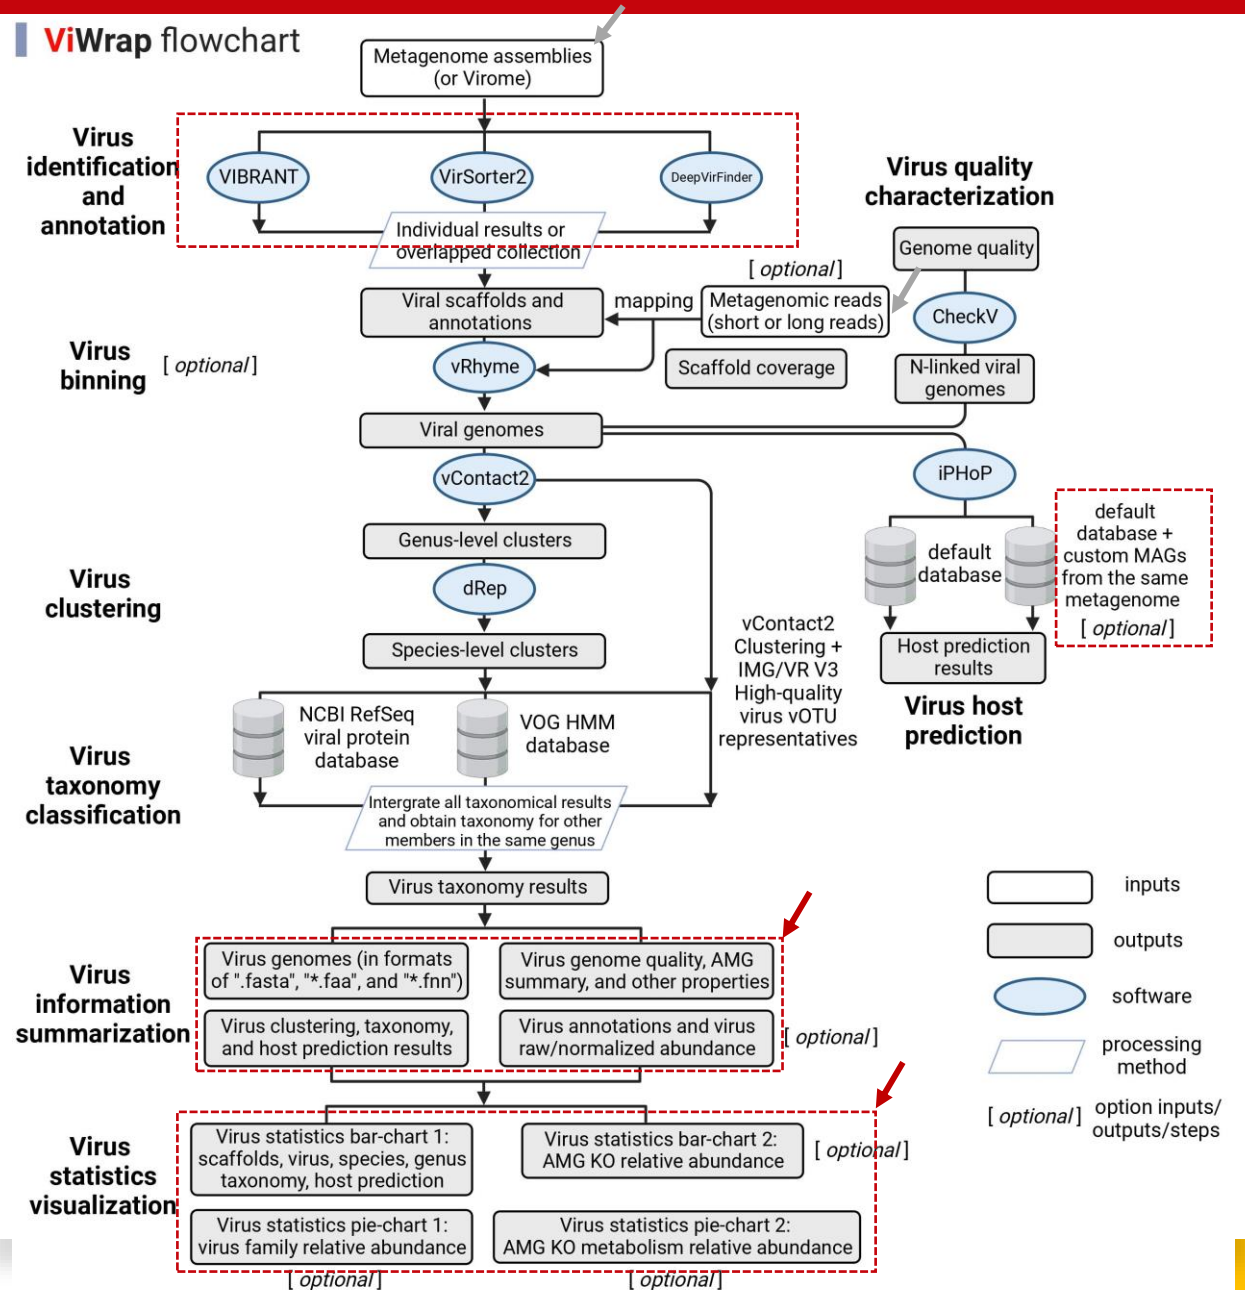 ViWrap flowchart
Metagenome assemblies
(or Virome)
Virus
identification
and
annotation
VIBRANT
VirSorter2
DeepVirFinder
Individual results or
overlapped collection
Virus quality
characterization
Genome quality
CheckV
N-linked viral
genomes
[ optional ]
Metagenomic reads
(short or long reads)
mapping
Viral scaffolds and
annotations
Virus
binning
[ optional ]
vRhyme
Scaffold coverage
Viral genomes
vContact2
iPHoP
Genus-level clusters
default
database
default
database +
custom MAGs
from the same
metagenome
[ optional ]
Virus
clustering
dRep
Species-level clusters
vContact2
Clustering +
IMG/VR V3
High-quality
virus vOTU
representatives
Host prediction
results
Virus host
prediction
Virus
taxonomy
classification
NCBI RefSeq
viral protein
database
VOG HMM
database
Intergrate all taxonomical results
and obtain taxonomy for other
members in the same genus
Virus taxonomy results
Virus
information
summarization
Virus genomes (in formats
of ".fasta", "*.faa", and "*.fnn")
Virus genome quality, AMG
summary, and other properties
Virus clustering, taxonomy,
and host prediction results
Virus annotations and virus
raw/normalized abundance
[ optional ]
Virus
statistics
visualization
Virus statistics bar-chart 1:
scaffolds, virus, species, genus
taxonomy, host prediction
Virus statistics bar-chart 2:
AMG KO relative abundance
[ optional ]
Virus statistics pie-chart 1:
virus family relative abundance
[ optional ]
Virus statistics pie-chart 2:
AMG KO metabolism relative abundance
[ optional ]
inputs
outputs
software
processing
method
[ optional ]
option inputs/
outputs/steps